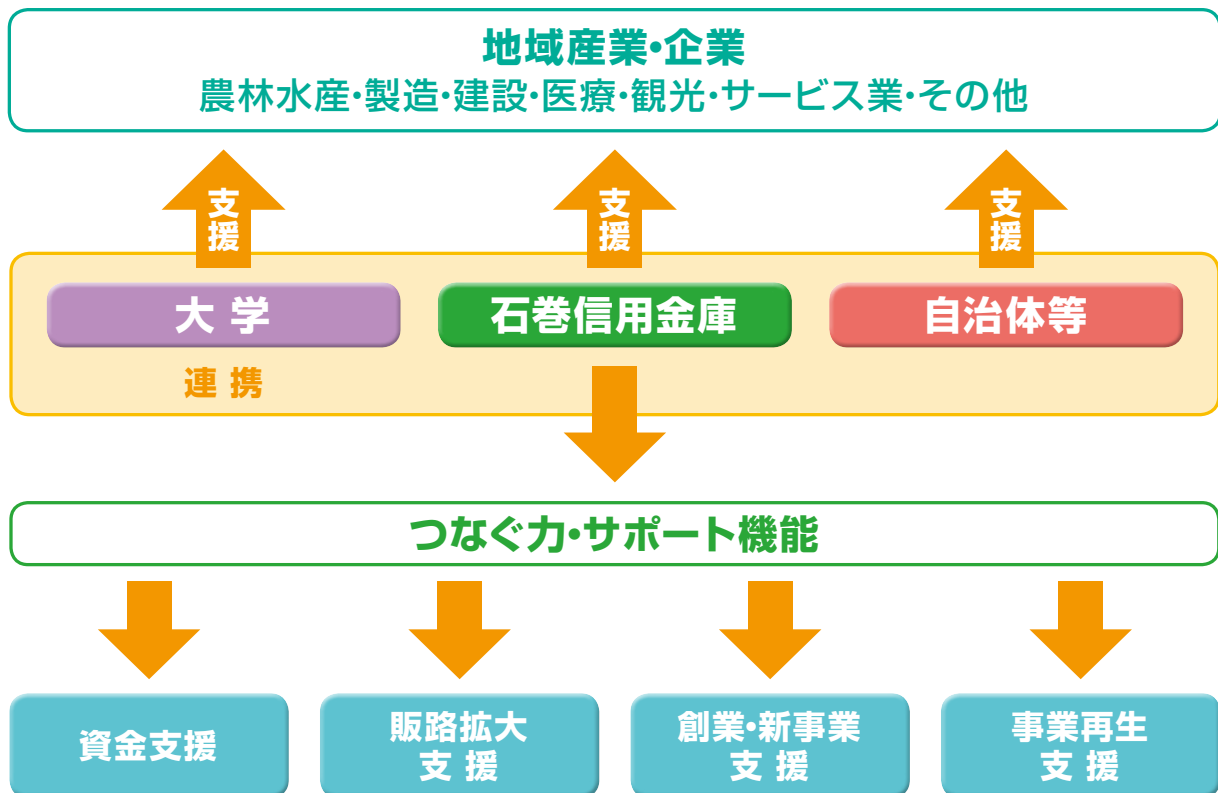 地域産業・企業
農林水産・製造・建設・医療・観光・サービス業・その他
支援
支援
支援
大 学
石巻信用金庫
自治体等
連 携
つなぐ力・サポート機能
資金支援
販路拡大
支 援
創業・新事業
支 援
事業再生
支 援